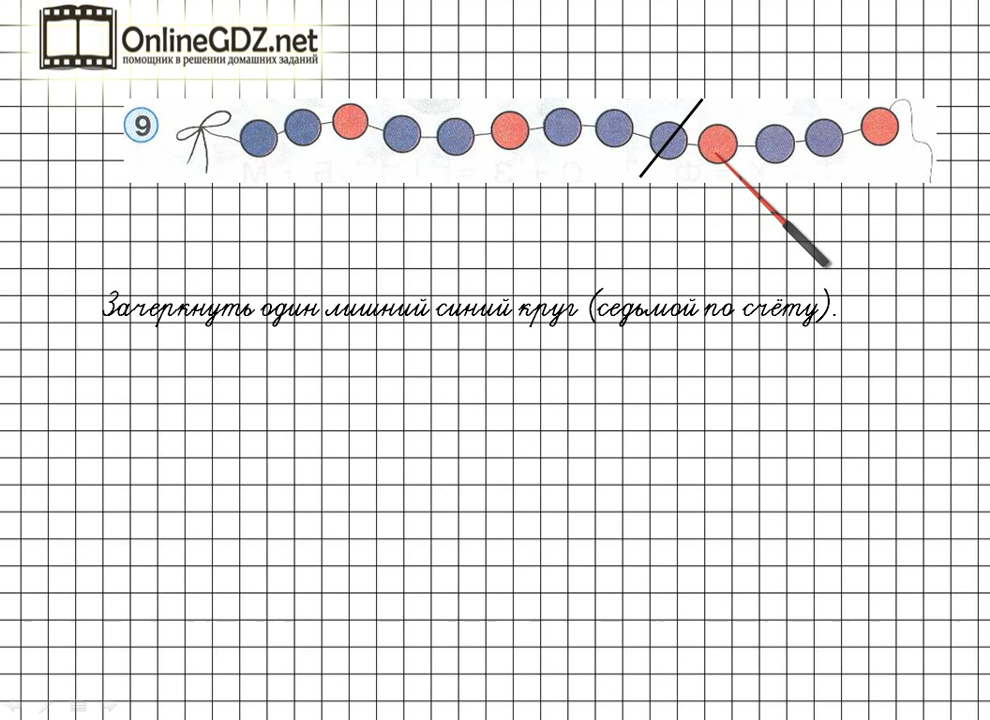 OnlineGDZ.net
помощник в решении домашних заданий
9
Зачеркнуть один лишний синий круг (седьмой по счёту).